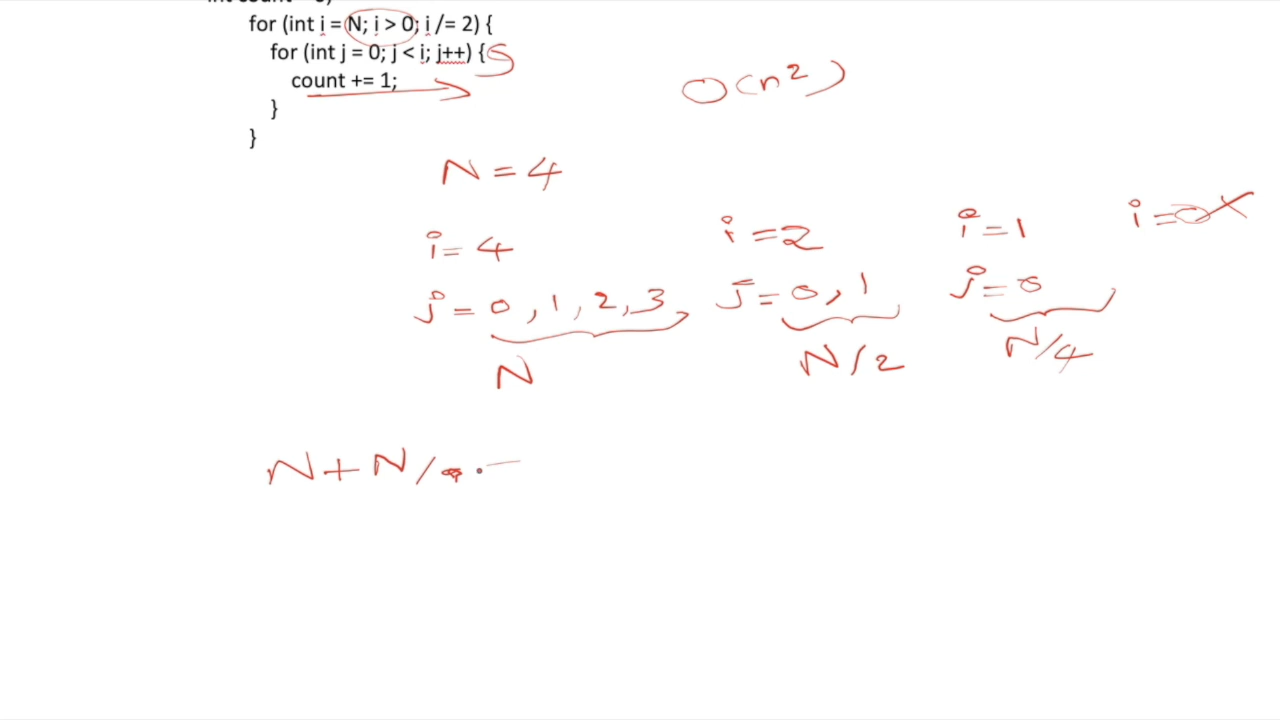 for (int i = N; i > 0; i /= 2) {
for (int j = 0; j < i; j++) {
count += 1;
}
}
O(n²)
N = 4
i = 4 i = 2 i = 1 i = 0
j = 0, 1, 2, 3, j = 0, 1 j = 0
N N/2 N/4
N + N/